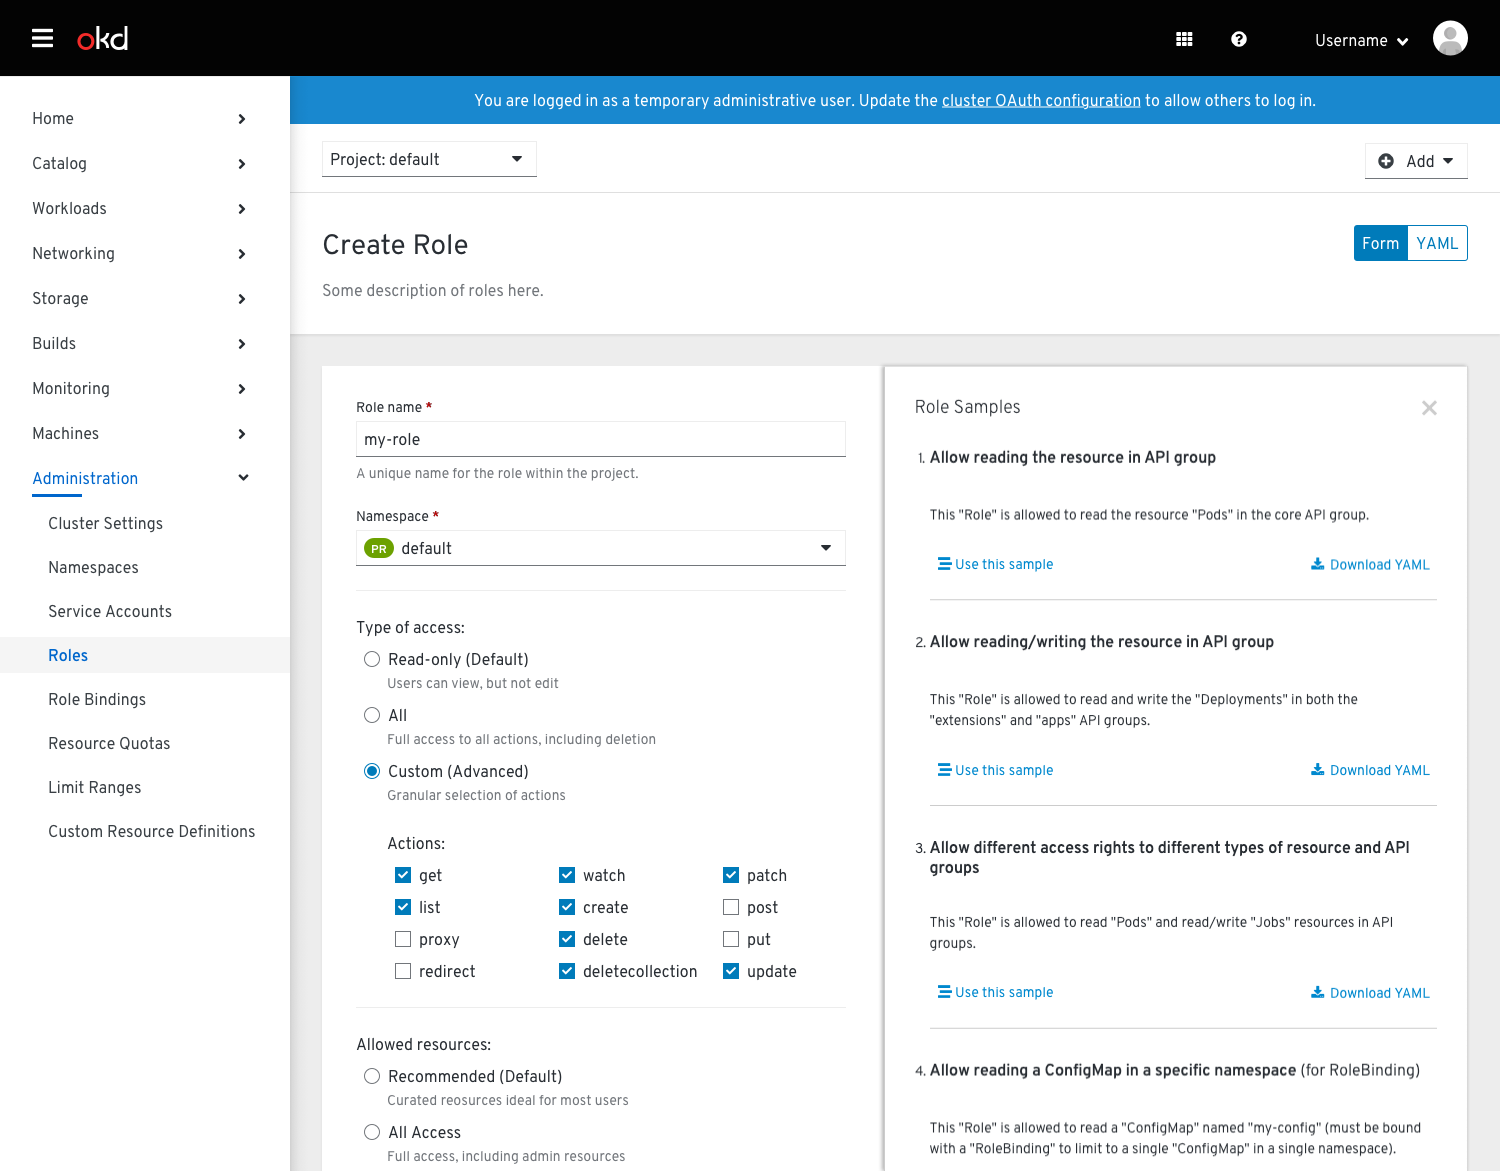 okd
Username
Home
Catalog
Workloads
Networking
Storage
Builds
Monitoring
Machines
Administration
Cluster Settings
Namespaces
Service Accounts
Roles
Role Bindings
Resource Quotas
Limit Ranges
Custom Resource Definitions
You are logged in as a temporary administrative user. Update the cluster OAuth configuration to allow others to log in.
Project: default
Add
Create Role
Form YAML
Some description of roles here.
Role name *
my-role
A unique name for the role within the project.
Namespace *
PR default
Type of access:
Read-only (Default)
Users can view, but not edit
All
Full access to all actions, including deletion
Custom (Advanced)
Granular selection of actions
Actions:
get watch patch
list create post
proxy delete put
redirect deletecollection update
Allowed resources:
Recommended (Default)
Curated reosurces ideal for most users
All Access
Full access, including admin resources
Role Samples
1. Allow reading the resource in API group
This "Role" is allowed to read the resource "Pods" in the core API group.
Use this sample Download YAML
2. Allow reading/writing the resource in API group
This "Role" is allowed to read and write the "Deployments" in both the
"extensions" and "apps" API groups.
Use this sample Download YAML
3. Allow different access rights to different types of resource and API
groups
This "Role" is allowed to read "Pods" and read/write "Jobs" resources in API
groups.
Use this sample Download YAML
4. Allow reading a ConfigMap in a specific namespace (for RoleBinding)
This "Role" is allowed to read a "ConfigMap" named "my-config" (must be bound
with a "RoleBinding" to limit to a single "ConfigMap" in a single namespace).